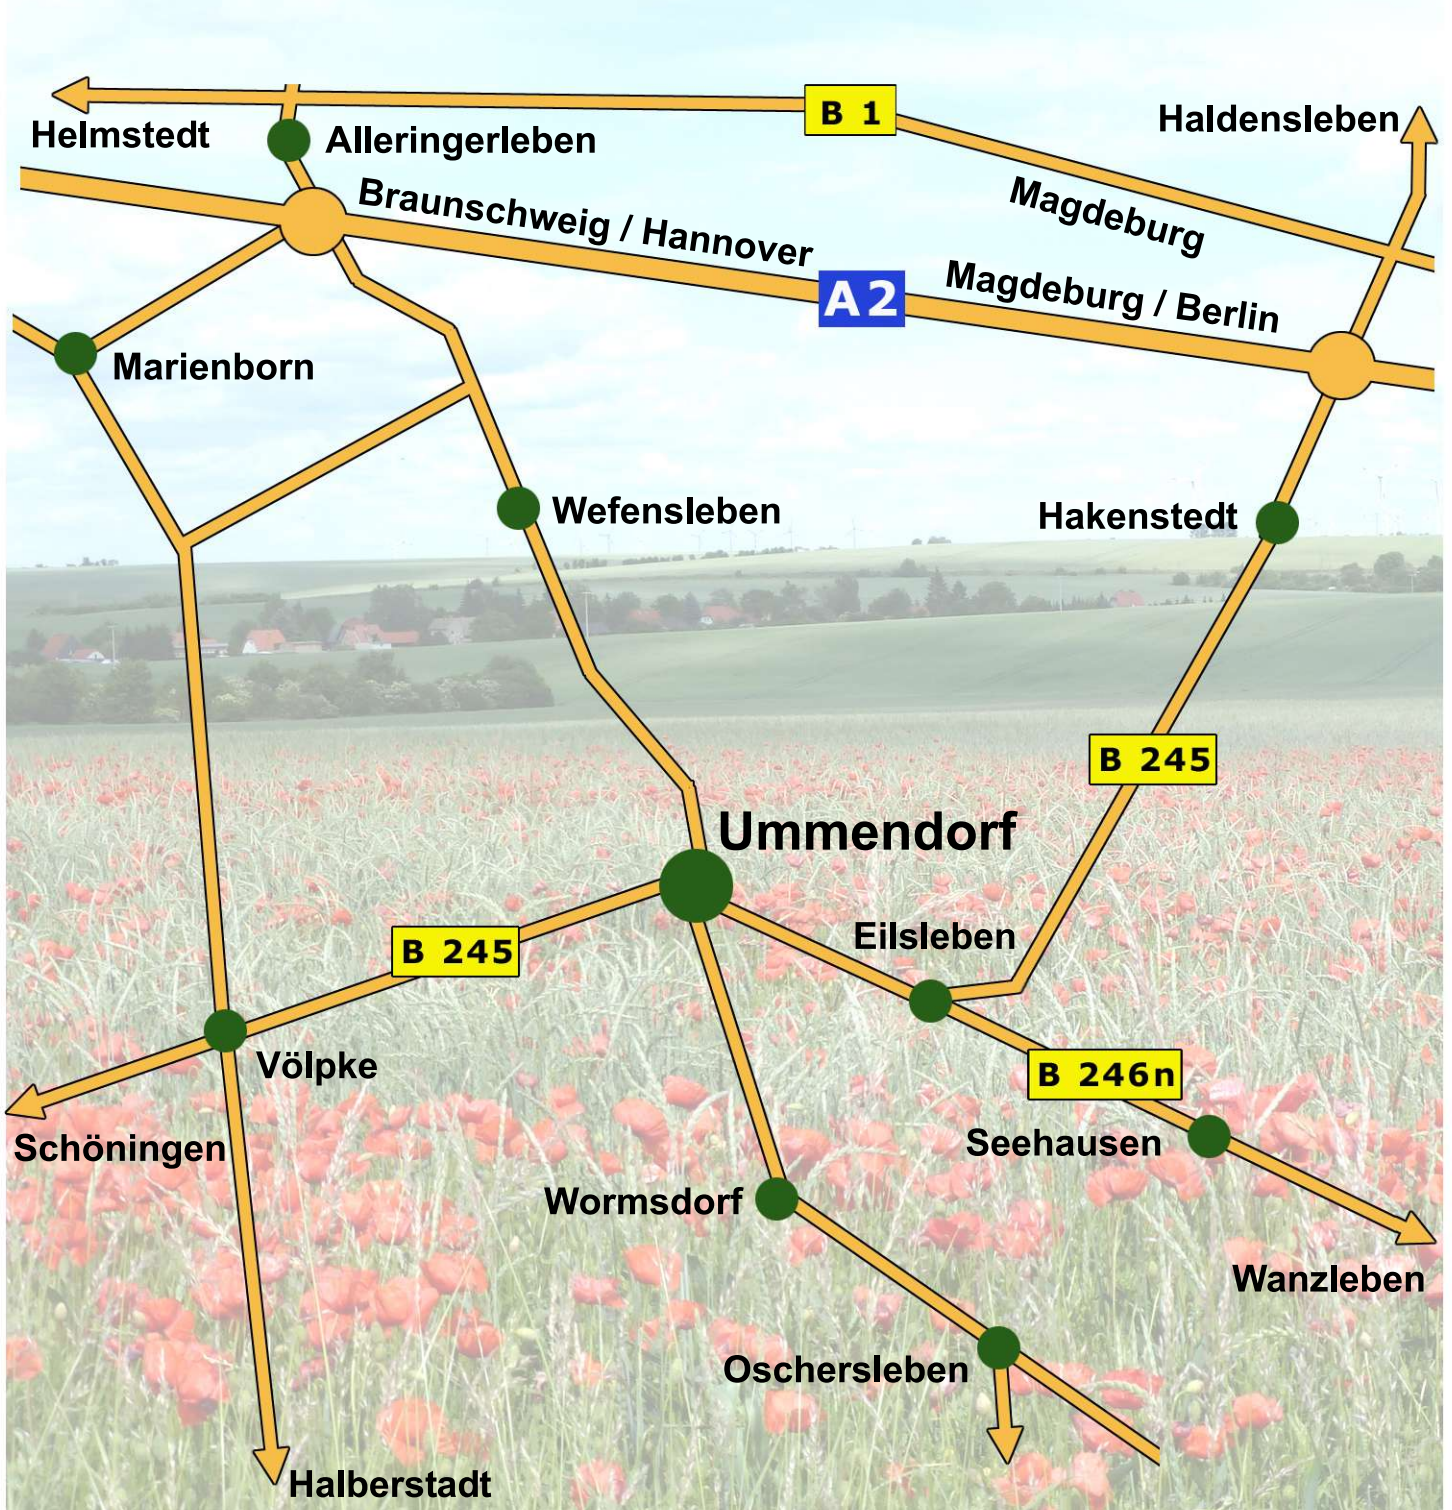 B 1
Haldensleben
Helmstedt
Alleringerleben
Braunschweig / Hannover
Magdeburg
A2
Magdeburg / Berlin
Marienborn
Wefensleben
Hakenstedt
B 245
Ummendorf
Eilsleben
B 245
Völpke
B 246n
Schöningen
Seehausen
Wormsdorf
Wanzleben
Oschersleben
Halberstadt